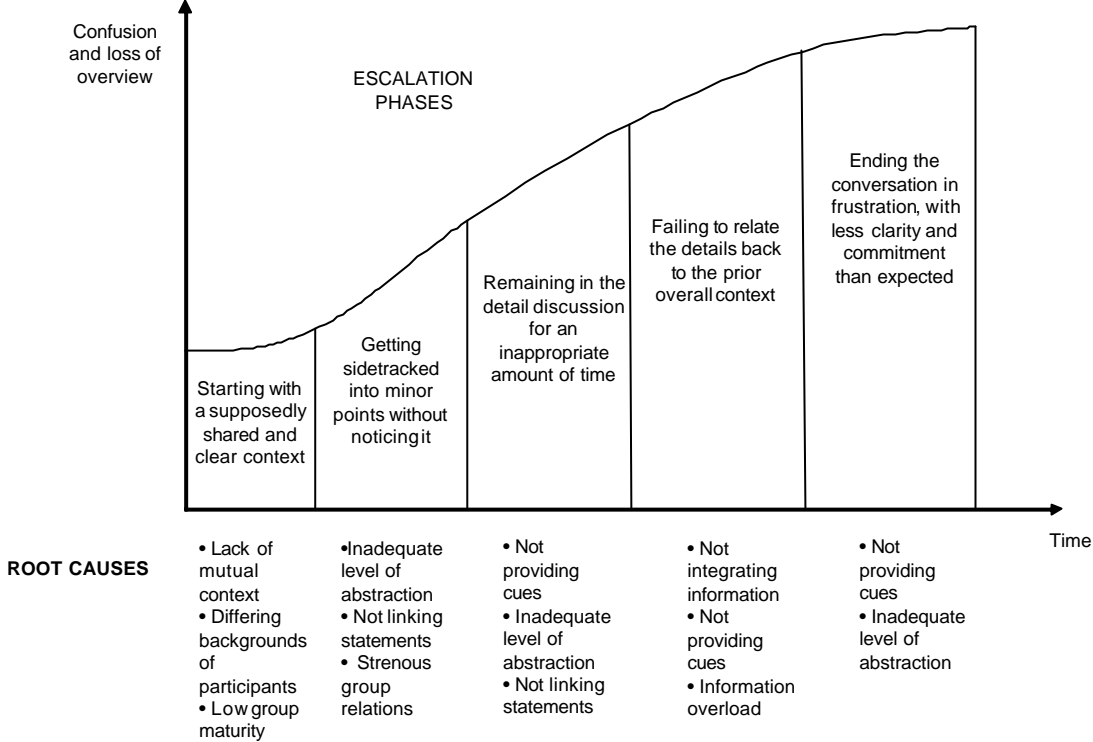 Confusion
and loss of
overview
ESCALATION
PHASES
Starting with
a supposedly
shared and
clear context
Getting
sidetracked
into minor
points without
noticing it
Remaining in the
detail discussion
for an
inappropriate
amount of time
Failing to relate
the details back
to the prior
overall context
Ending the
conversation in
frustration, with
less clarity and
commitment
than expected
Time
ROOT CAUSES
• Lack of
mutual
context
• Differing
backgrounds
of
participants
• Low group
maturity
•Inadequate
level of
abstraction
• Not linking
statements
• Strenous
group
relations
• Not
providing
cues
• Inadequate
level of
abstraction
• Not linking
statements
• Not
integrating
information
• Not
providing
cues
• Information
overload
• Not
providing
cues
• Inadequate
level of
abstraction